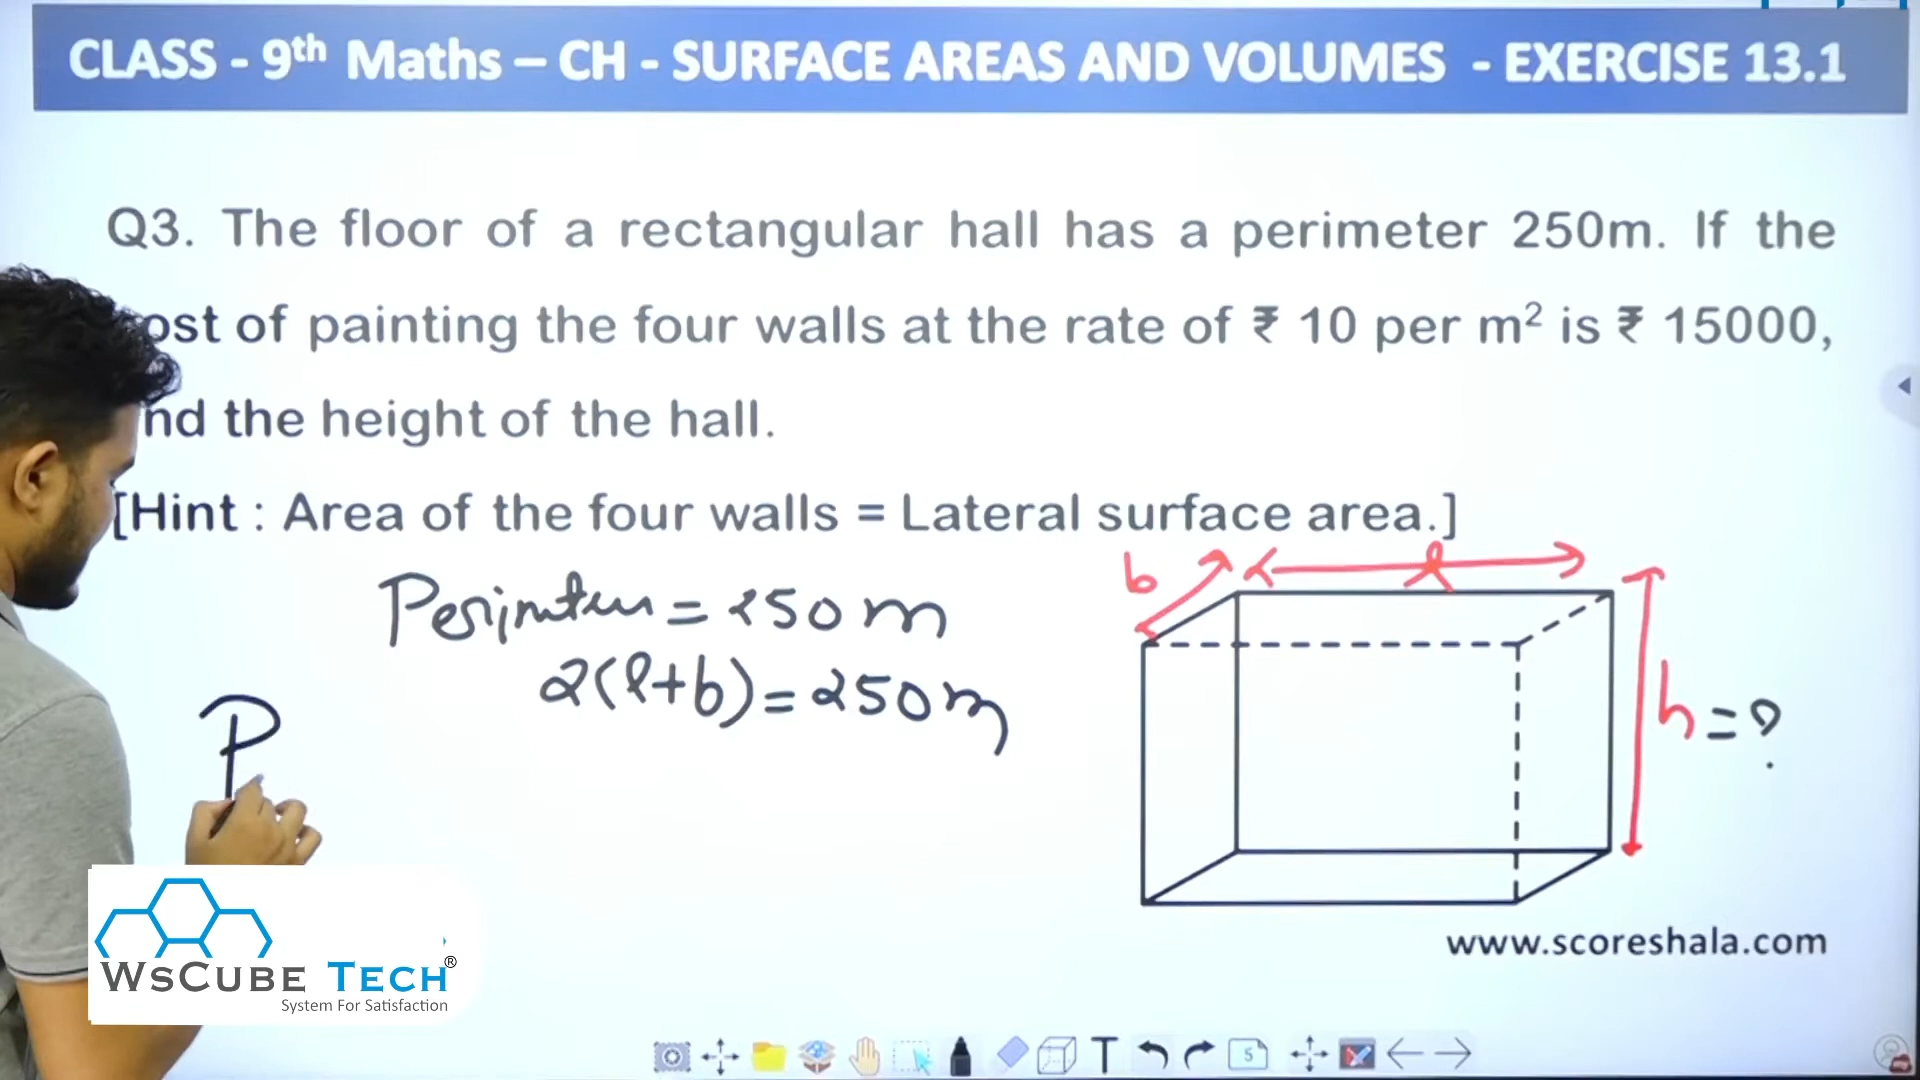 CLASS - 9th Maths – CH - SURFACE AREAS AND VOLUMES - EXERCISE 13.1
Q3. The floor of a rectangular hall has a perimeter 250m. If the
ost of painting the four walls at the rate of ₹ 10 per m² is ₹ 15000,
nd the height of the hall.
[Hint : Area of the four walls = Lateral surface area.]
b
l
Perimeter = 250 m
2(l+b) = 250m
P
h = ?
www.scoreshala.com
WsCUBE TECH®
System For Satisfaction
T
5